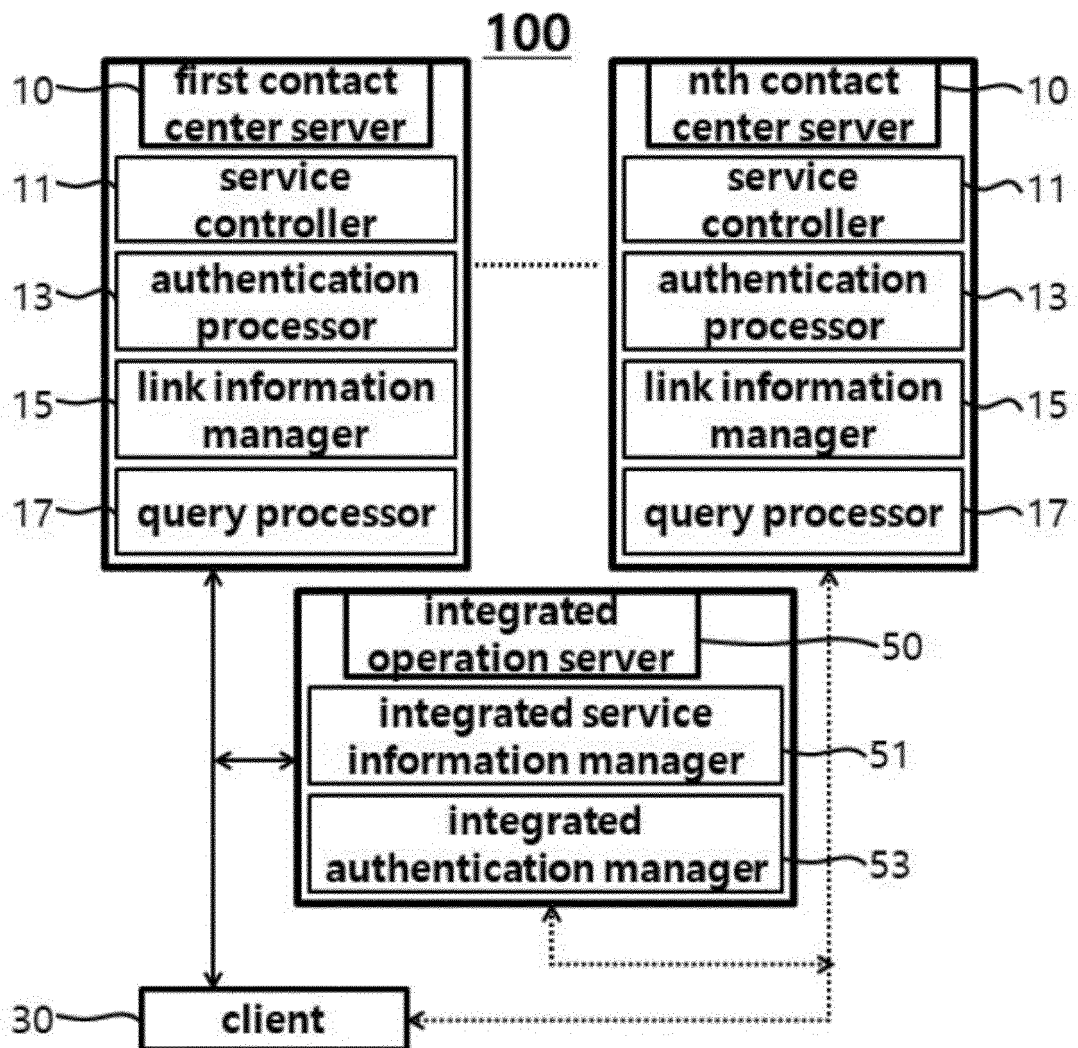 100
10
first contact
center server
nth contact
center server
10
11
service
controller
service
controller
11
13
authentication
processor
authentication
processor
13
15
link information
manager
link information
manager
15
17
query processor
query processor
17
integrated
operation server
50
integrated service
information manager
51
integrated
authentication manager
53
30
client